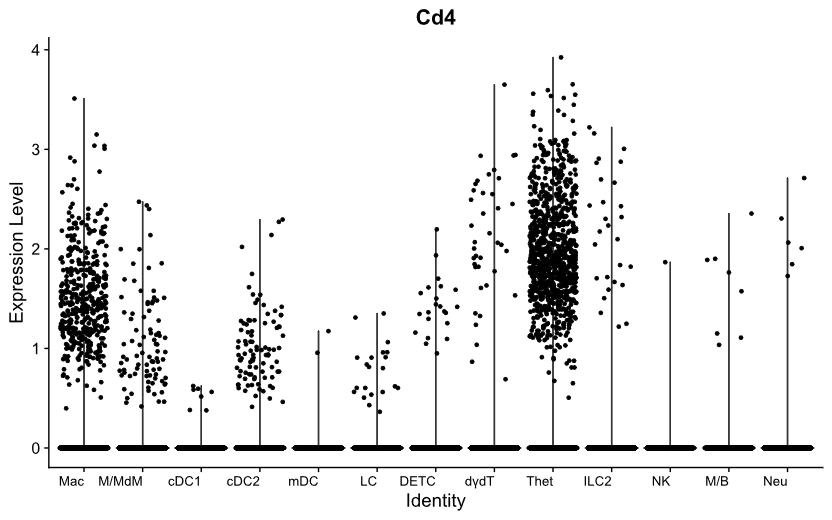 Cd4
Expression Level
4
3
2
1
0
Mac M/MdM cDC1 cDC2 mDC LC DETC dγdT Thet ILC2 NK M/B Neu
Identity